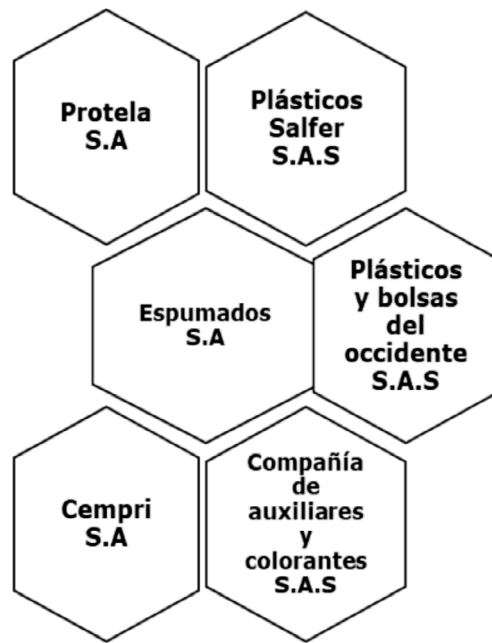 Protela
S.A
Plásticos
Salfer
S.A.S
Espumados
S.A
Plásticos
y bolsas
del
occidente
S.A.S
Cempri
S.A
Compañía
de
auxiliares
y
colorantes
S.A.S